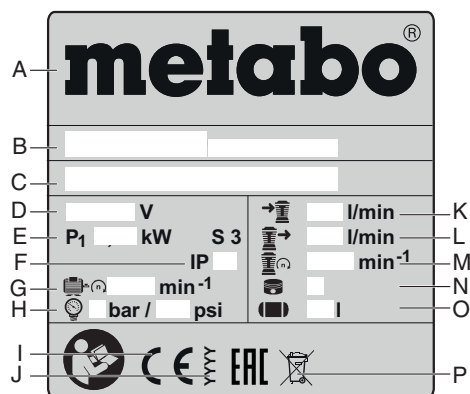 A metabo ®
B
C
D V
E P1 , kW S 3
F IP
G n min-1
H bar / psi
→ l/min K
→ l/min L
n min-1 M
N
l O
I
J CE EAC P